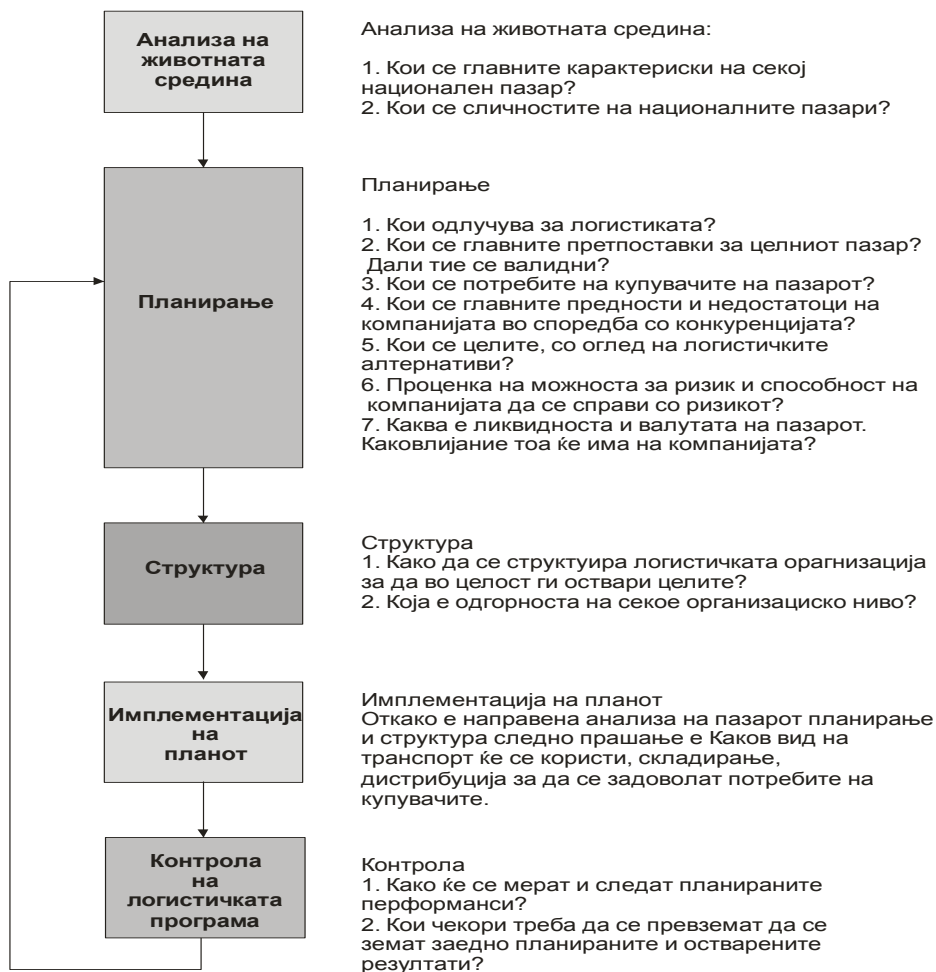 Анализа на
животната
средина
Анализа на животната средина:
1. Кои се главните карактериски на секој
национален пазар?
2. Кои се сличностите на националните пазари?
Планирање
Планирање
1. Кои одлучува за логистиката?
2. Кои се главните претпоставки за целниот пазар?
Дали тие се валидни?
3. Кои се потребите на купувачите на пазарот?
4. Кои се главните предности и недостатоци на
компанијата во споредба со конкуренцијата?
5. Кои се целите, со оглед на логистичките
алтернативи?
6. Проценка на можноста за ризик и способност на
компанијата да се справи со ризикот?
7. Каква е ликвидноста и валутата на пазарот.
Каковлијание тоа ќе има на компанијата?
Структура
Структура
1. Како да се структуира логистичката орагнизација
за да во целост ги оствари целите?
2. Која е одгорноста на секое организациско ниво?
Имплементација
на
планот
Имплементација на планот
Откако е направена анализа на пазарот планирање
и структура следно прашање е Каков вид на
транспорт ќе се користи, складирање,
дистрибуција за да се задоволат потребите на
купувачите.
Контрола
на
логистичката
програма
Контрола
1. Како ќе се мерат и следат планираните
перформанси?
2. Кои чекори треба да се превземат да се
земат заедно планираните и остварените
резултати?